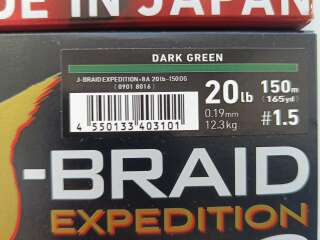 DE IN JAPAN
DARK GREEN
J-BRAID EXPEDITION×8A 20lb-150DG
(0901 8016)
4 550133 403101
20lb
0.19mm
12.3kg
150m
(165yd)
#1.5
-BRAID
EXPEDITION